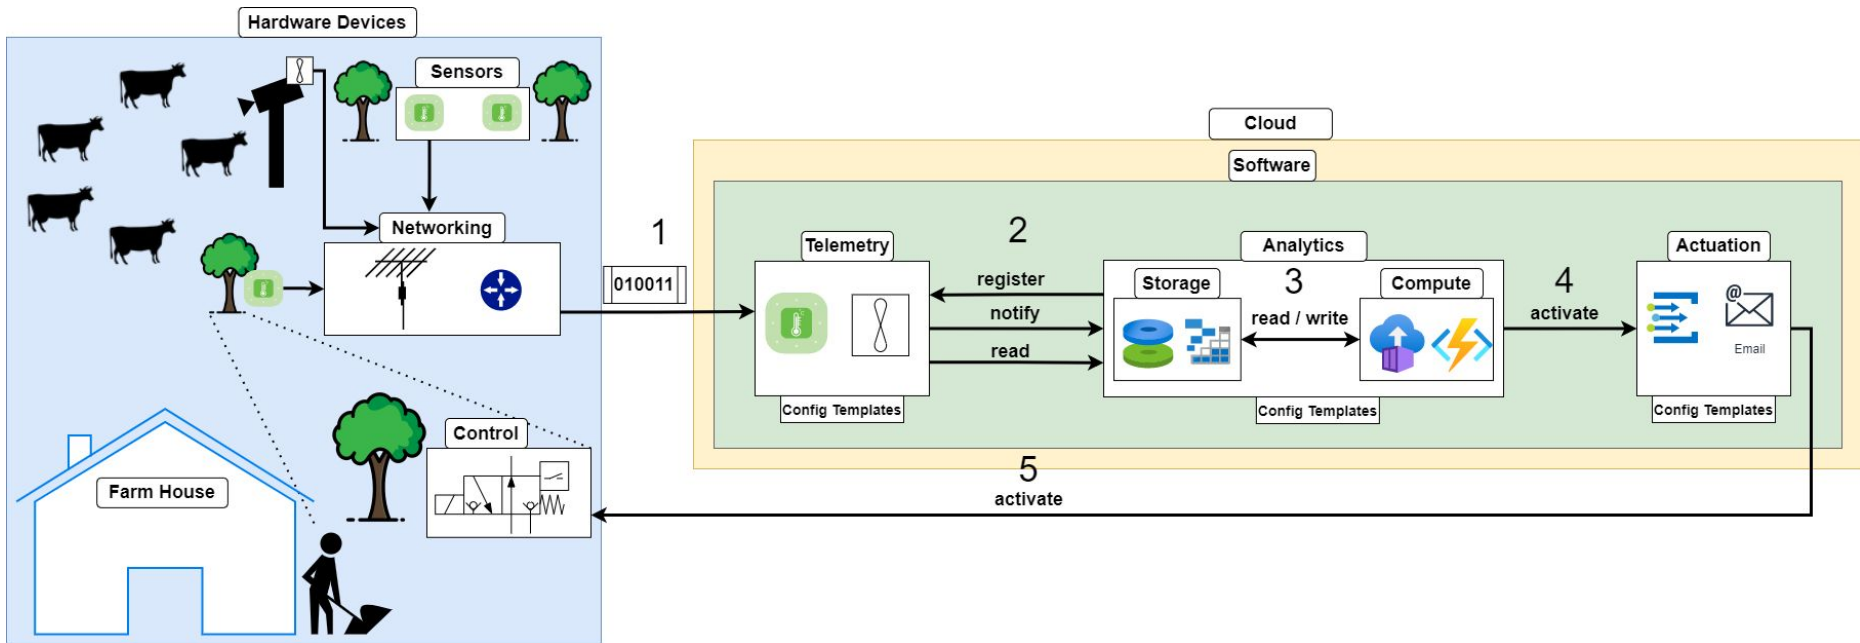 Hardware Devices
Sensors
Networking
1
010011
Control
Farm House
Cloud
Software
Telemetry
2
register
notify
read
Config Templates
Analytics
Storage
3
read / write
Compute
Config Templates
4
activate
Actuation
@
Email
Config Templates
5
activate